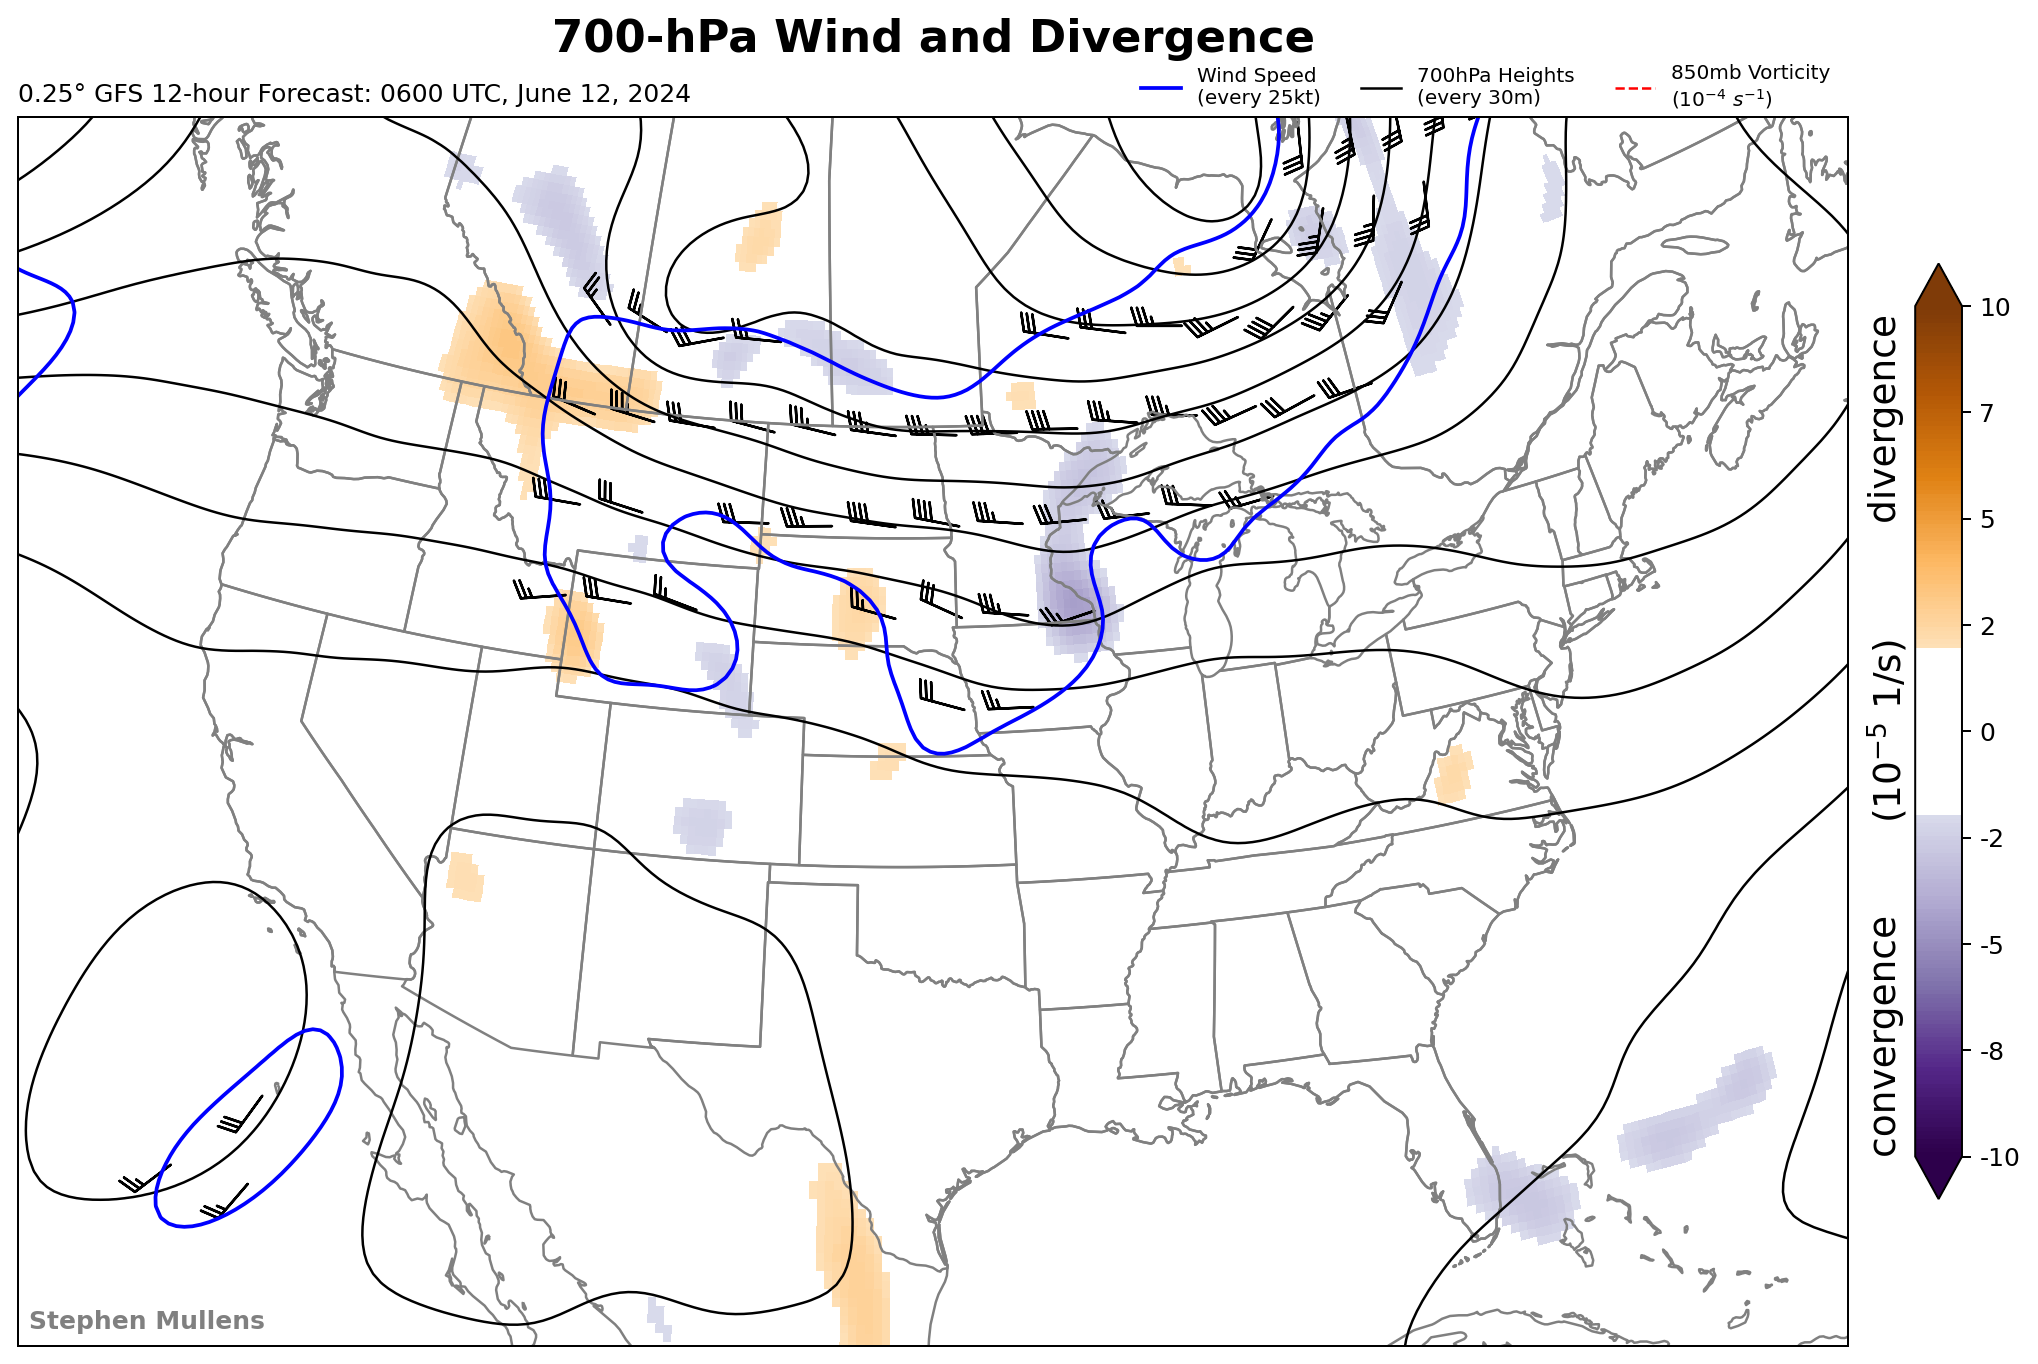 700-hPa Wind and Divergence
0.25° GFS 12-hour Forecast: 0600 UTC, June 12, 2024
Wind Speed
(every 25kt)
700hPa Heights
(every 30m)
850mb Vorticity
(10⁻⁴ s⁻¹)
10
7
5
2
0
-2
-5
-8
-10
convergence (10⁻⁵ 1/s) divergence
Stephen Mullens